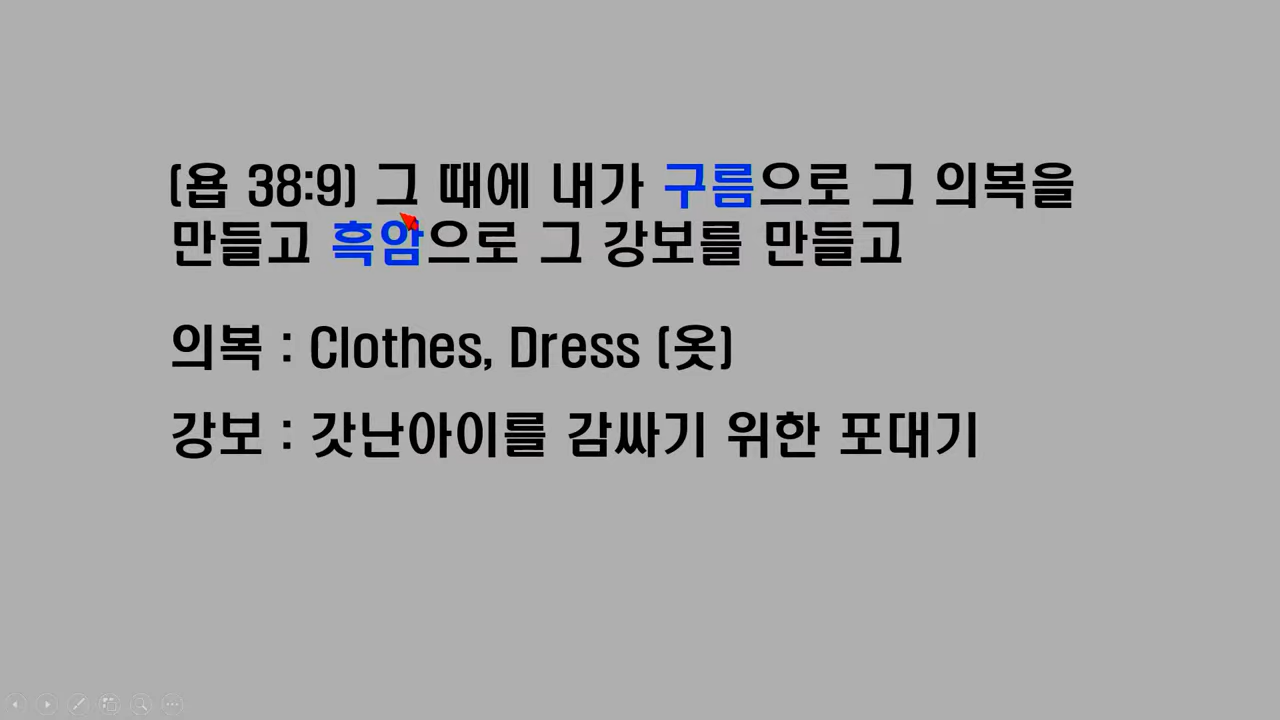 (욥 38:9) 그 때에 내가 구름으로 그 의복을
만들고 흑암으로 그 강보를 만들고
의복 : Clothes, Dress (옷)
강보 : 갓난아이를 감싸기 위한 포대기